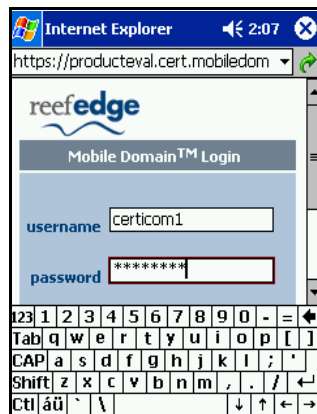 Internet Explorer 2:07
https://producteval.cert.mobiledom
reefedge
Mobile Domain™ Login
username certicom1
password ********
123 1 2 3 4 5 6 7 8 9 0 - =
Tab q w e r t y u i o p [ ]
CAP a s d f g h j k l ; '
Shift z x c v b n m , . /
Ctl áü ` \ ↓ ↑ ← →